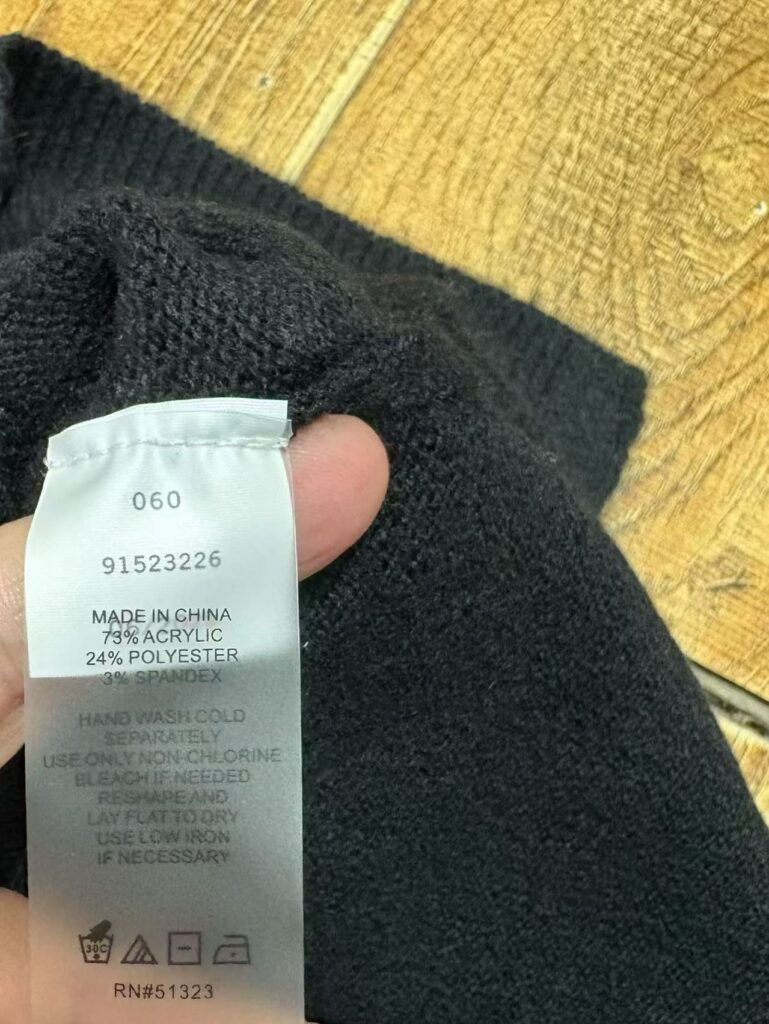 060
91523226
MADE IN CHINA
73% ACRYLIC
24% POLYESTER
3% SPANDEX
HAND WASH COLD
SEPARATELY
USE ONLY NON-CHLORINE
BLEACH IF NEEDED
RESHAPE AND
LAY FLAT TO DRY
USE LOW IRON
IF NECESSARY
30C
RN#51323